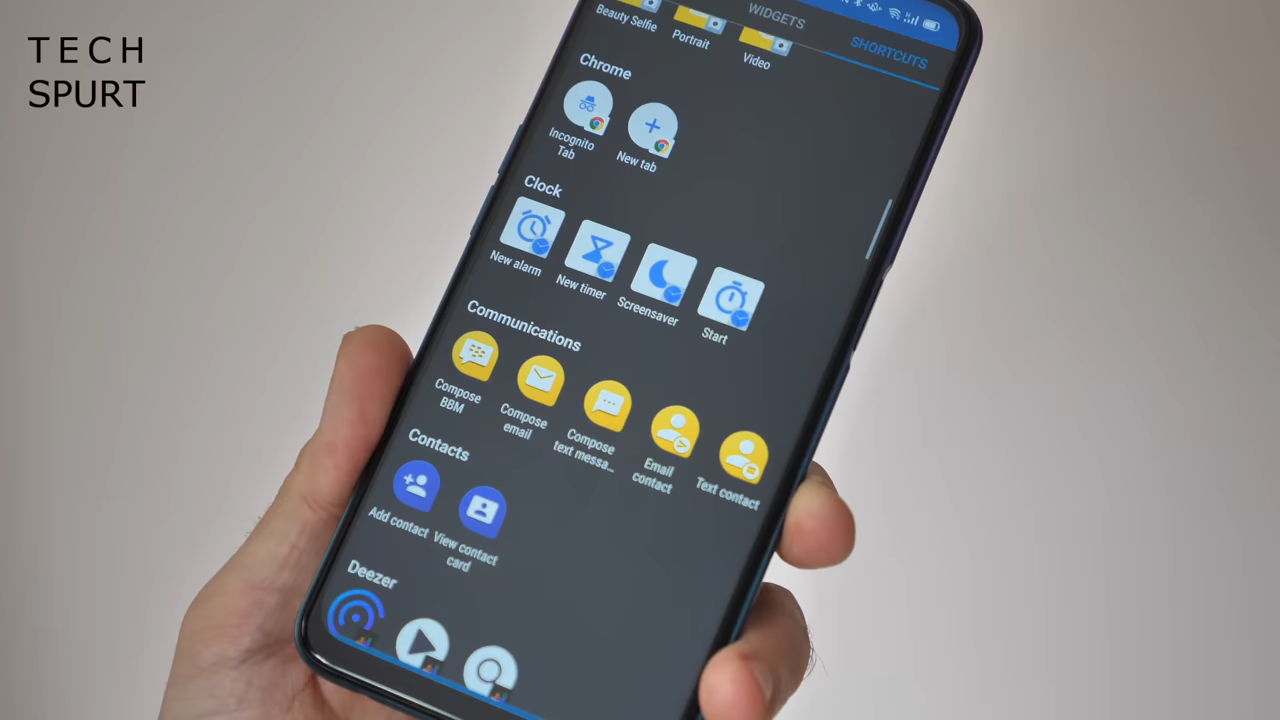 TECH
SPURT
WIDGETS
SHORTCUTS
Beauty Selfie
Portrait
Video
Chrome
Incognito
Tab
New tab
Clock
New alarm
New timer
Screensaver
Start
Communications
Compose
BBM
Compose
email
Compose
text messa...
Email
contact
Text contact
Contacts
Add contact
View contact
card
Deezer